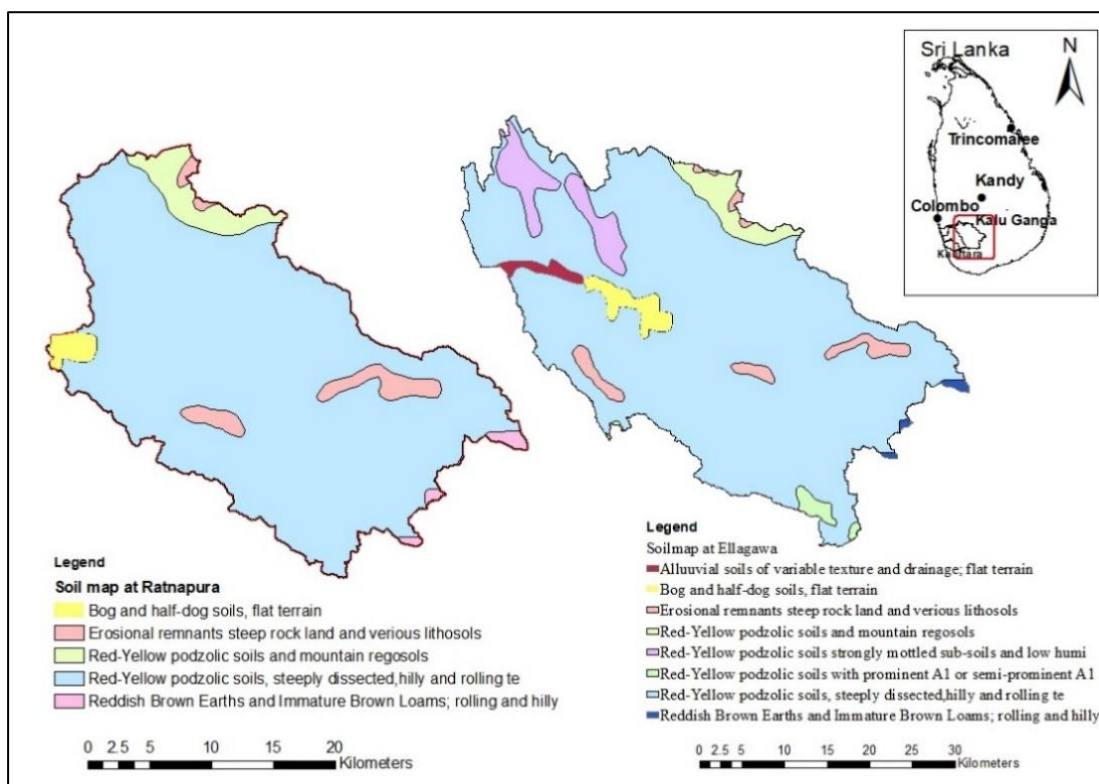 Sri Lanka
N
Trincomalee
Kandy
Colombo
Kalu Ganga
Legend
Soil map at Ratnapura
Bog and half-dog soils, flat terrain
Erosional remnants steep rock land and verious lithosols
Red-Yellow podzolic soils and mountain regosols
Red-Yellow podzolic soils, steeply dissected,hilly and rolling te
Reddish Brown Earths and Immature Brown Loams; rolling and hilly
0 2.5 5 10 15 20
Kilometers
Legend
Soilmap at Ellagawa
Alluuvial soils of variable texture and drainage; flat terrain
Bog and half-dog soils, flat terrain
Erosional remnants steep rock land and verious lithosols
Red-Yellow podzolic soils and mountain regosols
Red-Yellow podzolic soils strongly mottled sub-soils and low humi
Red-Yellow podzolic soils with prominent A1 or semi-prominent A1
Red-Yellow podzolic soils, steeply dissected,hilly and rolling te
Reddish Brown Earths and Immature Brown Loams; rolling and hilly
0 2.5 5 10 15 20 25 30
Kilometers